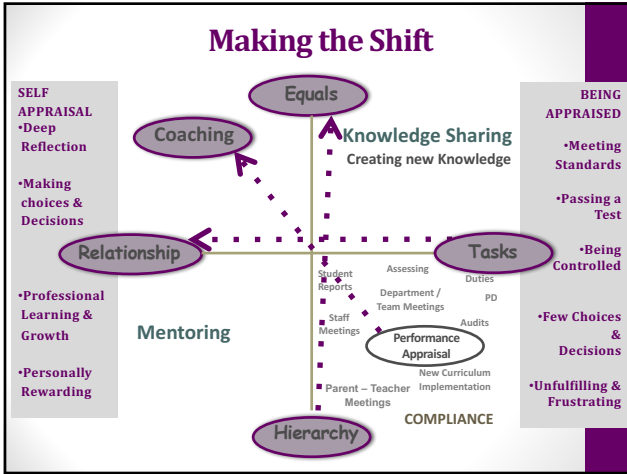 Making the Shift
SELF
APPRAISAL
•Deep
Reflection
•Making
choices &
Decisions
•Professional
Learning &
Growth
•Personally
Rewarding
Equals
Coaching
Knowledge Sharing
Creating new Knowledge
Relationship
Tasks
Mentoring
Student
Reports
Assessing
Duties
Department /
Team Meetings
PD
Staff
Meetings
Audits
Performance
Appraisal
New Curriculum
Implementation
Parent – Teacher
Meetings
COMPLIANCE
Hierarchy
BEING
APPRAISED
•Meeting
Standards
•Passing a
Test
•Being
Controlled
•Few Choices
&
Decisions
•Unfulfilling &
Frustrating